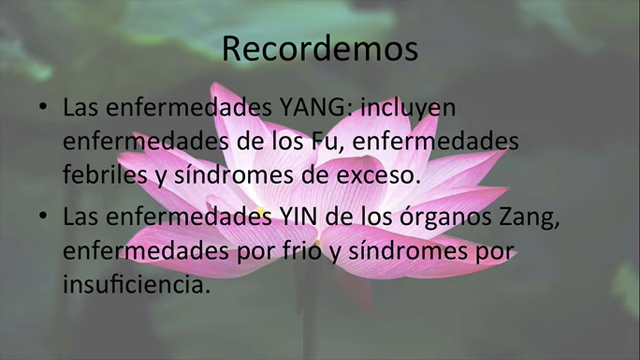 Recordemos
• Las enfermedades YANG: incluyen
enfermedades de los Fu, enfermedades
febriles y síndromes de exceso.
• Las enfermedades YIN de los órganos Zang,
enfermedades por frio y síndromes por
insuficiencia.